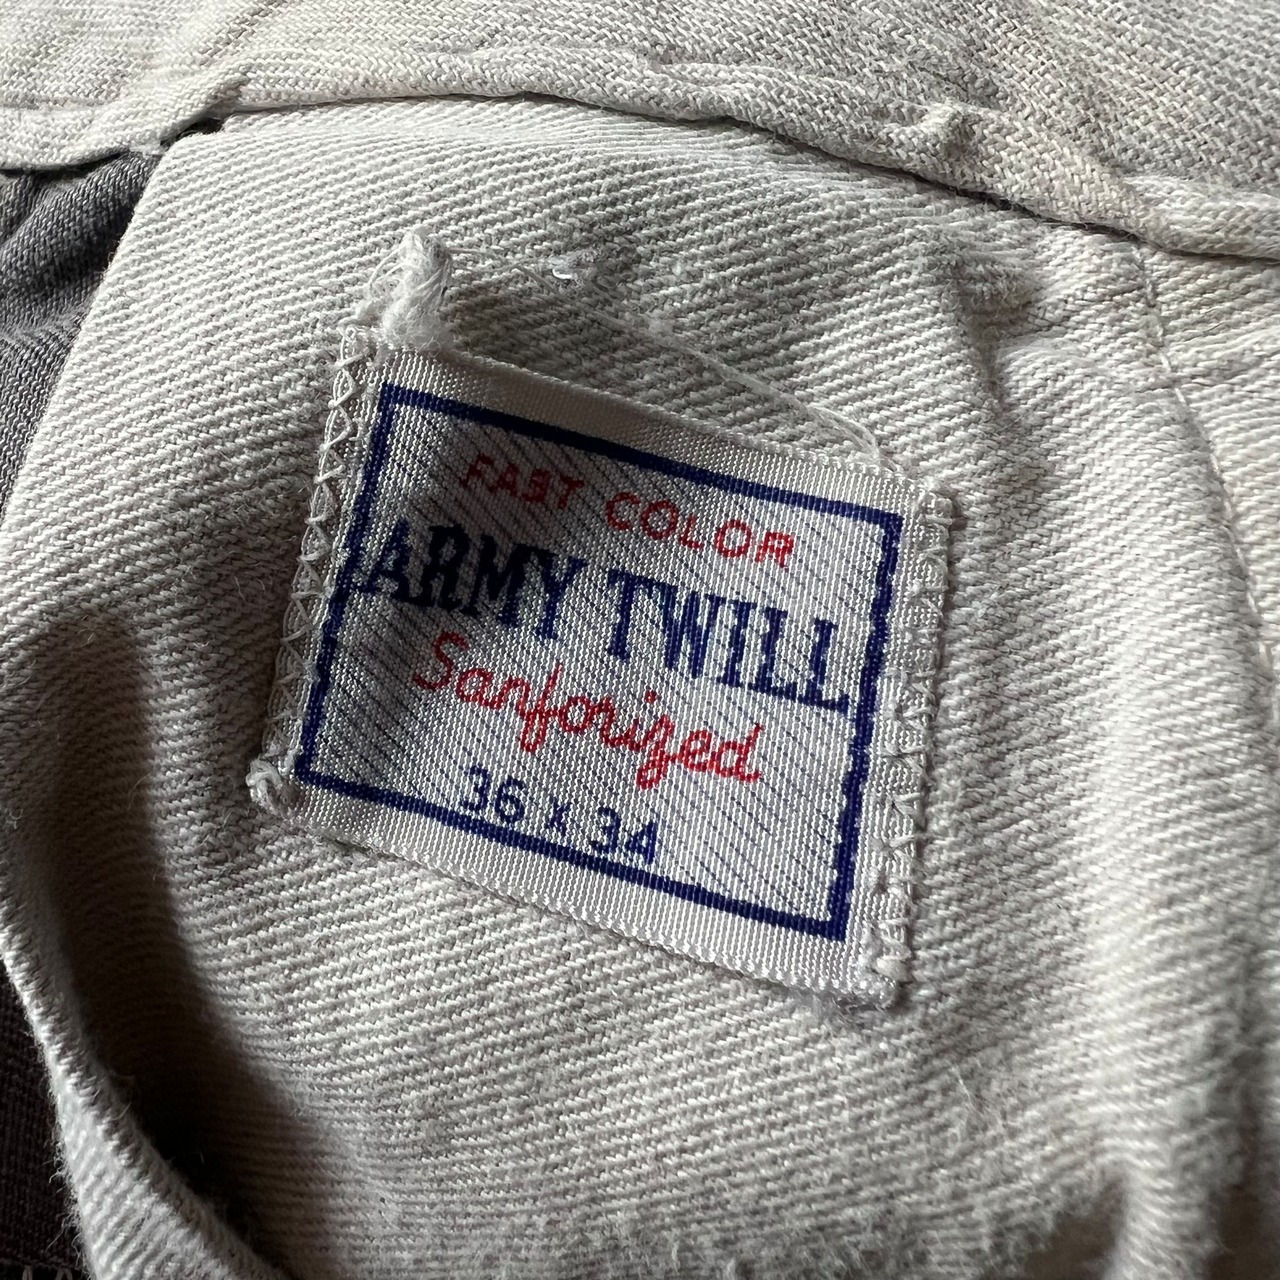 FAST COLOR
ARMY TWILL
Sanforized
36 x 34